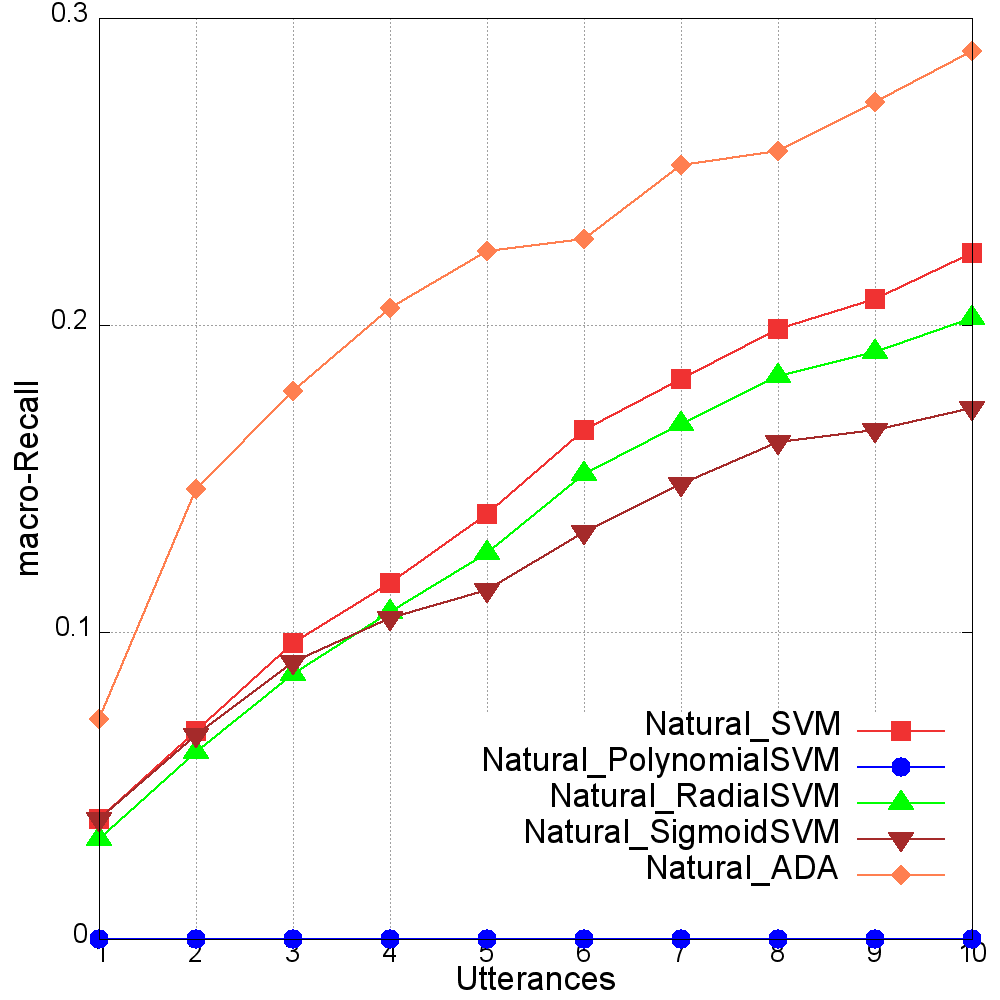 0.3
0.2
0.1
0
macro-Recall
1 2 3 4 5 6 7 8 9 10
Utterances
Natural_SVM
Natural_PolynomialSVM
Natural_RadialSVM
Natural_SigmoidSVM
Natural_ADA